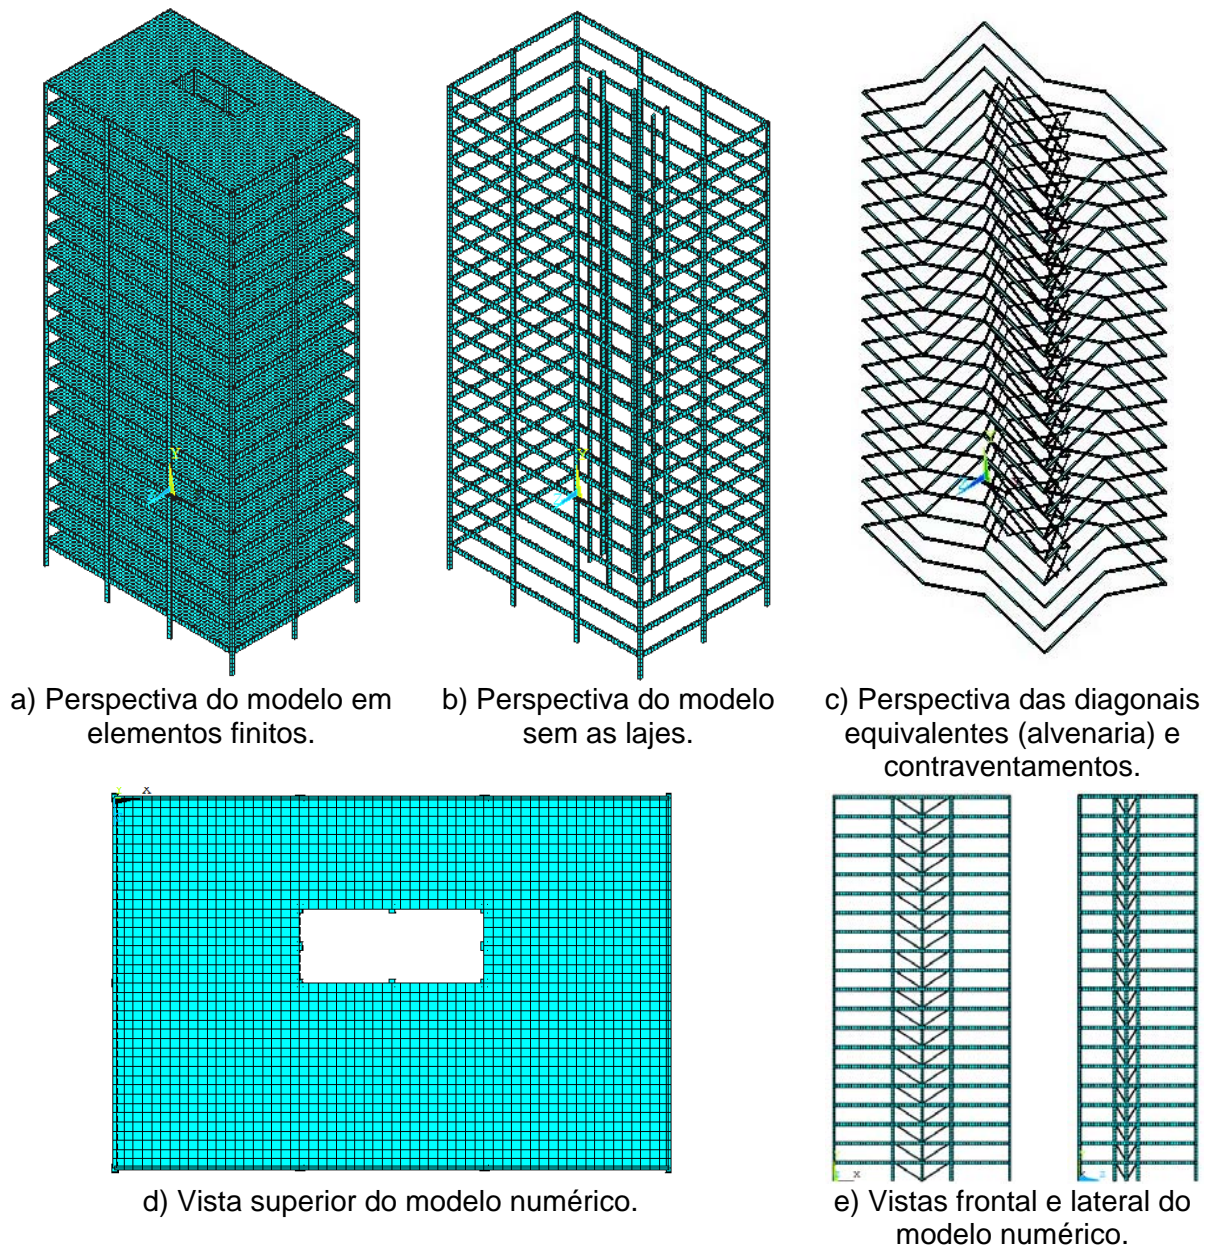 a) Perspectiva do modelo em
elementos finitos.
b) Perspectiva do modelo
sem as lajes.
c) Perspectiva das diagonais
equivalentes (alvenaria) e
contraventamentos.
X
d) Vista superior do modelo numérico.
X
e) Vistas frontal e lateral do
modelo numérico.